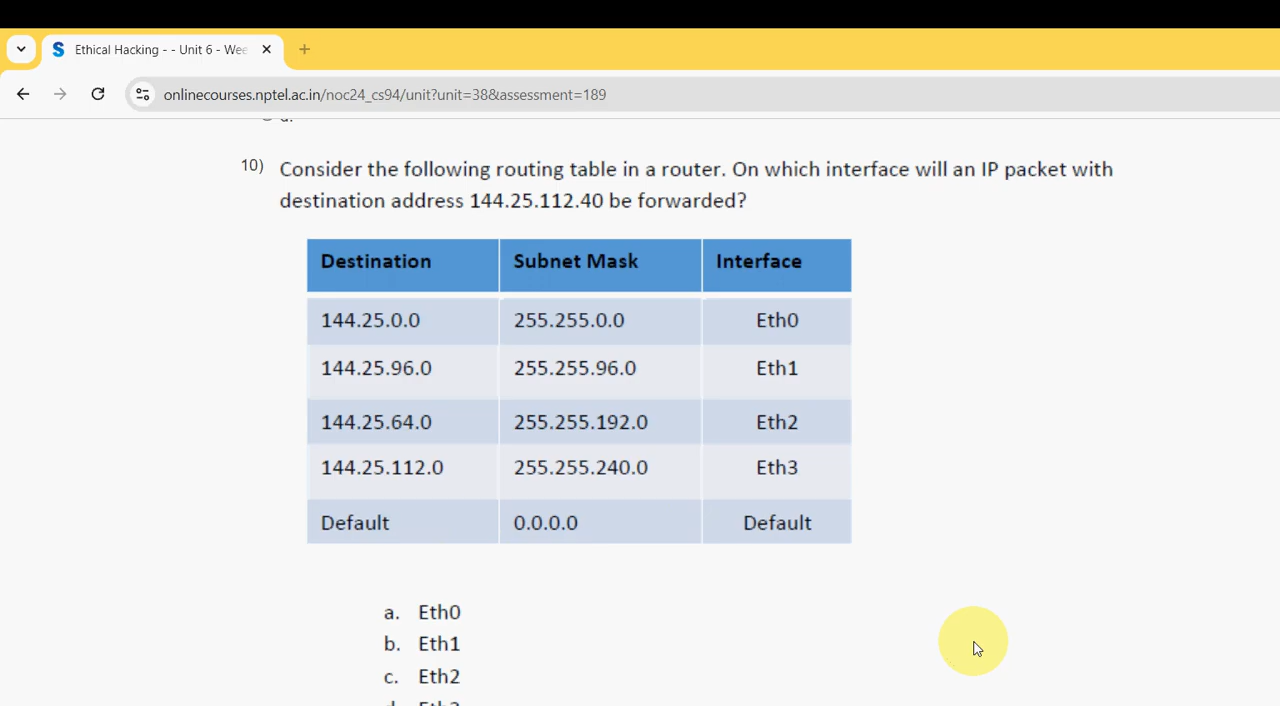 Ethical Hacking - - Unit 6 - Wee
onlinecourses.nptel.ac.in/noc24_cs94/unit?unit=38&assessment=189
10) Consider the following routing table in a router. On which interface will an IP packet with
destination address 144.25.112.40 be forwarded?
Destination Subnet Mask Interface
144.25.0.0 255.255.0.0 Eth0
144.25.96.0 255.255.96.0 Eth1
144.25.64.0 255.255.192.0 Eth2
144.25.112.0 255.255.240.0 Eth3
Default 0.0.0.0 Default
a. Eth0
b. Eth1
c. Eth2